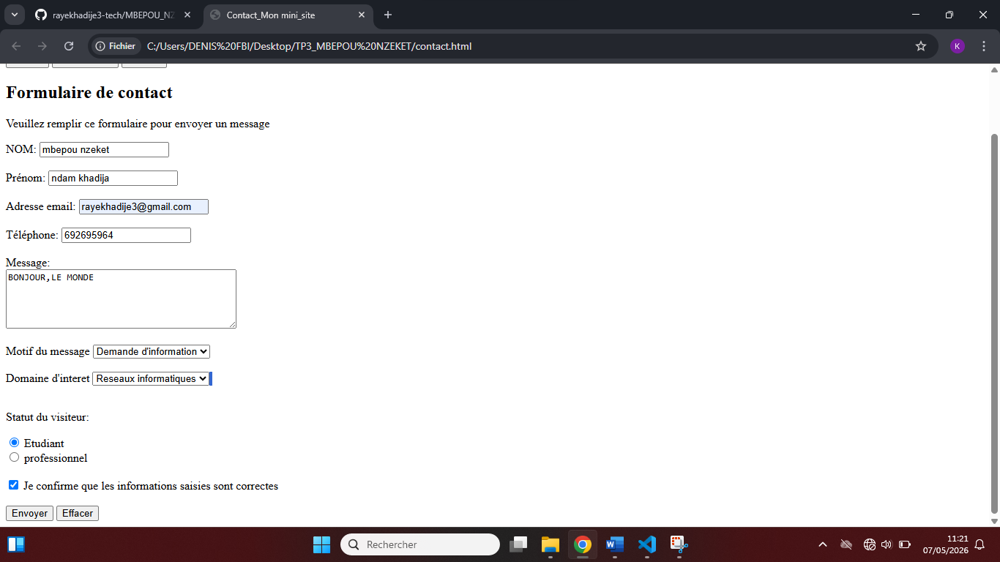 rayekhadije3-tech/MBEPOU_NZ
Contact_Mon mini_site
Fichier
C:/Users/DENIS%20FBI/Desktop/TP3_MBEPOU%20NZEKET/contact.html
K
Formulaire de contact
Veuillez remplir ce formulaire pour envoyer un message
NOM: mbepou nzeket
Prénom: ndam khadija
Adresse email: rayekhadije3@gmail.com
Téléphone: 692695964
Message:
BONJOUR,LE MONDE
Motif du message Demande d'information
Domaine d'interet Reseaux informatiques
Statut du visiteur:
Etudiant
professionnel
Je confirme que les informations saisies sont correctes
Envoyer Effacer
Rechercher
11:21
07/05/2026